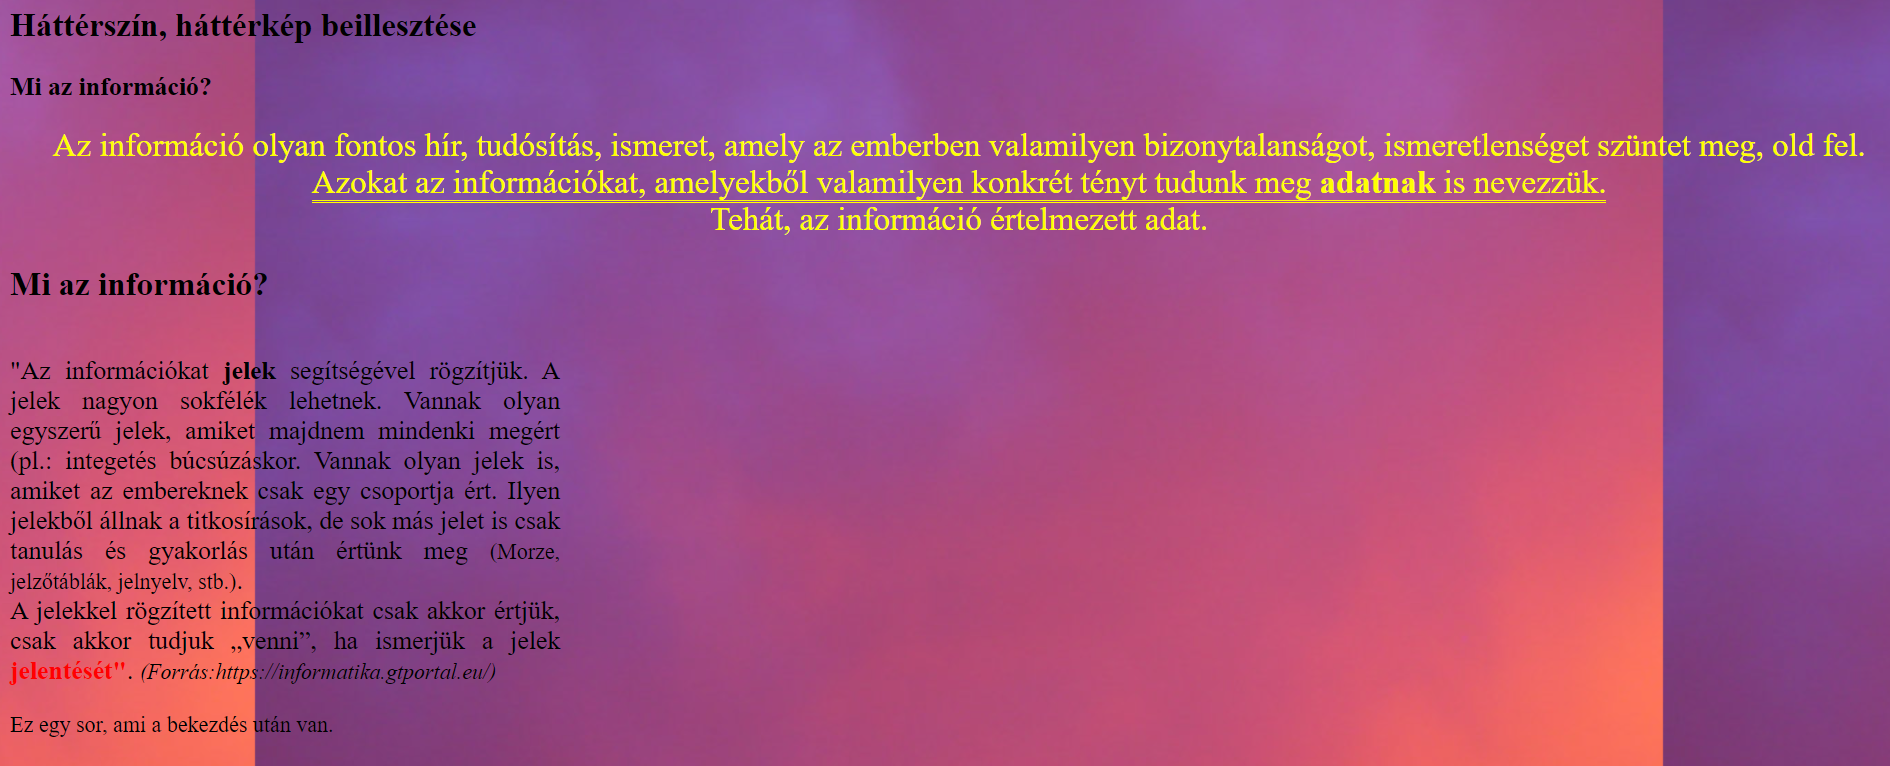 Háttérszín, háttérkép beillesztése
Mi az információ?
Az információ olyan fontos hír, tudósítás, ismeret, amely az emberben valamilyen bizonytalanságot, ismeretlenséget szüntet meg, old fel.
Azokat az információkat, amelyekből valamilyen konkrét tényt tudunk meg adatnak is nevezzük.
Tehát, az információ értelmezett adat.
Mi az információ?
"Az információkat jelek segítségével rögzítjük. A
jelek nagyon sokfélék lehetnek. Vannak olyan
egyszerű jelek, amiket majdnem mindenki megért
(pl.: integetés búcsúzáskor. Vannak olyan jelek is,
amiket az embereknek csak egy csoportja ért. Ilyen
jelekből állnak a titkosírások, de sok más jelet is csak
tanulás és gyakorlás után értünk meg (Morze,
jelzőtáblák, jelnyelv, stb.).
A jelekkel rögzített információkat csak akkor értjük,
csak akkor tudjuk „venni”, ha ismerjük a jelek
jelentését". (Forrás:https://informatika.gtportal.eu/)
Ez egy sor, ami a bekezdés után van.